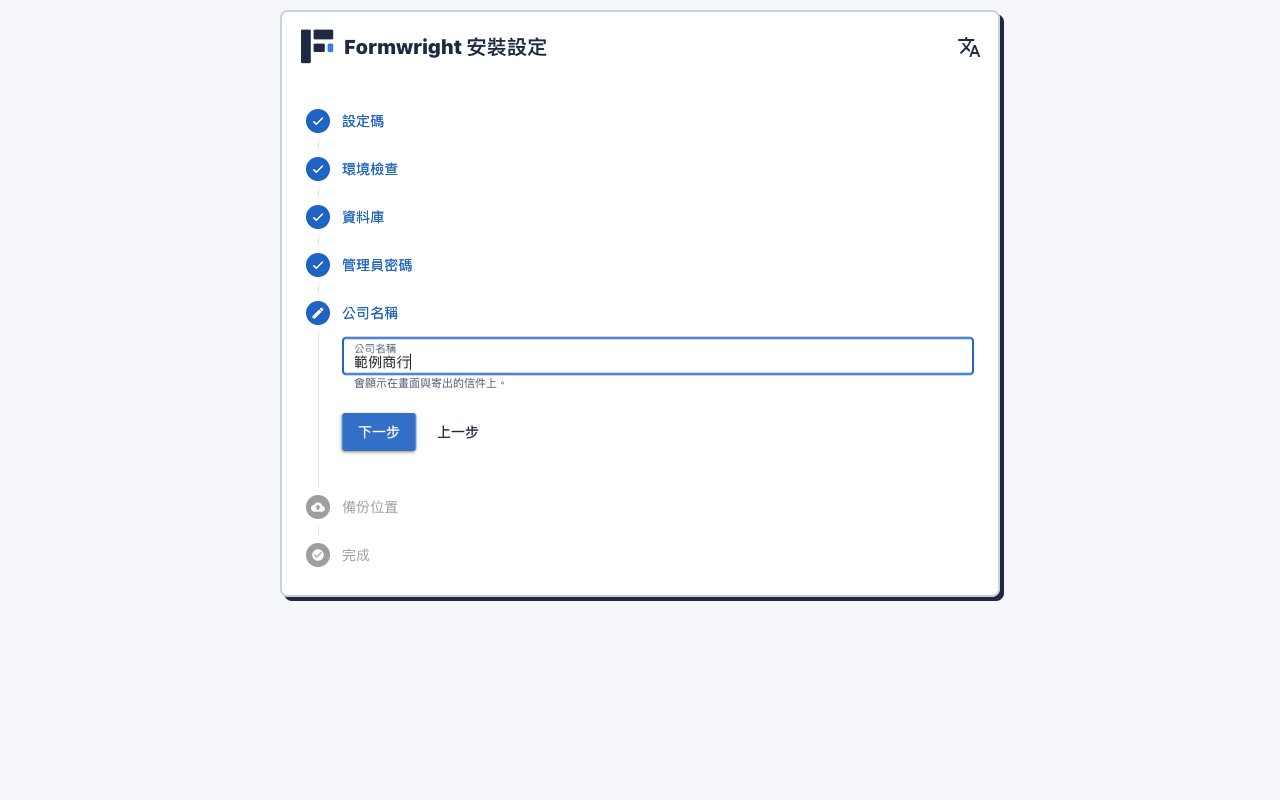 Formwright 安裝設定
設定碼
環境檢查
資料庫
管理員密碼
公司名稱
公司名稱
範例商行
會顯示在畫面與寄出的信件上。
下一步
上一步
備份位置
完成